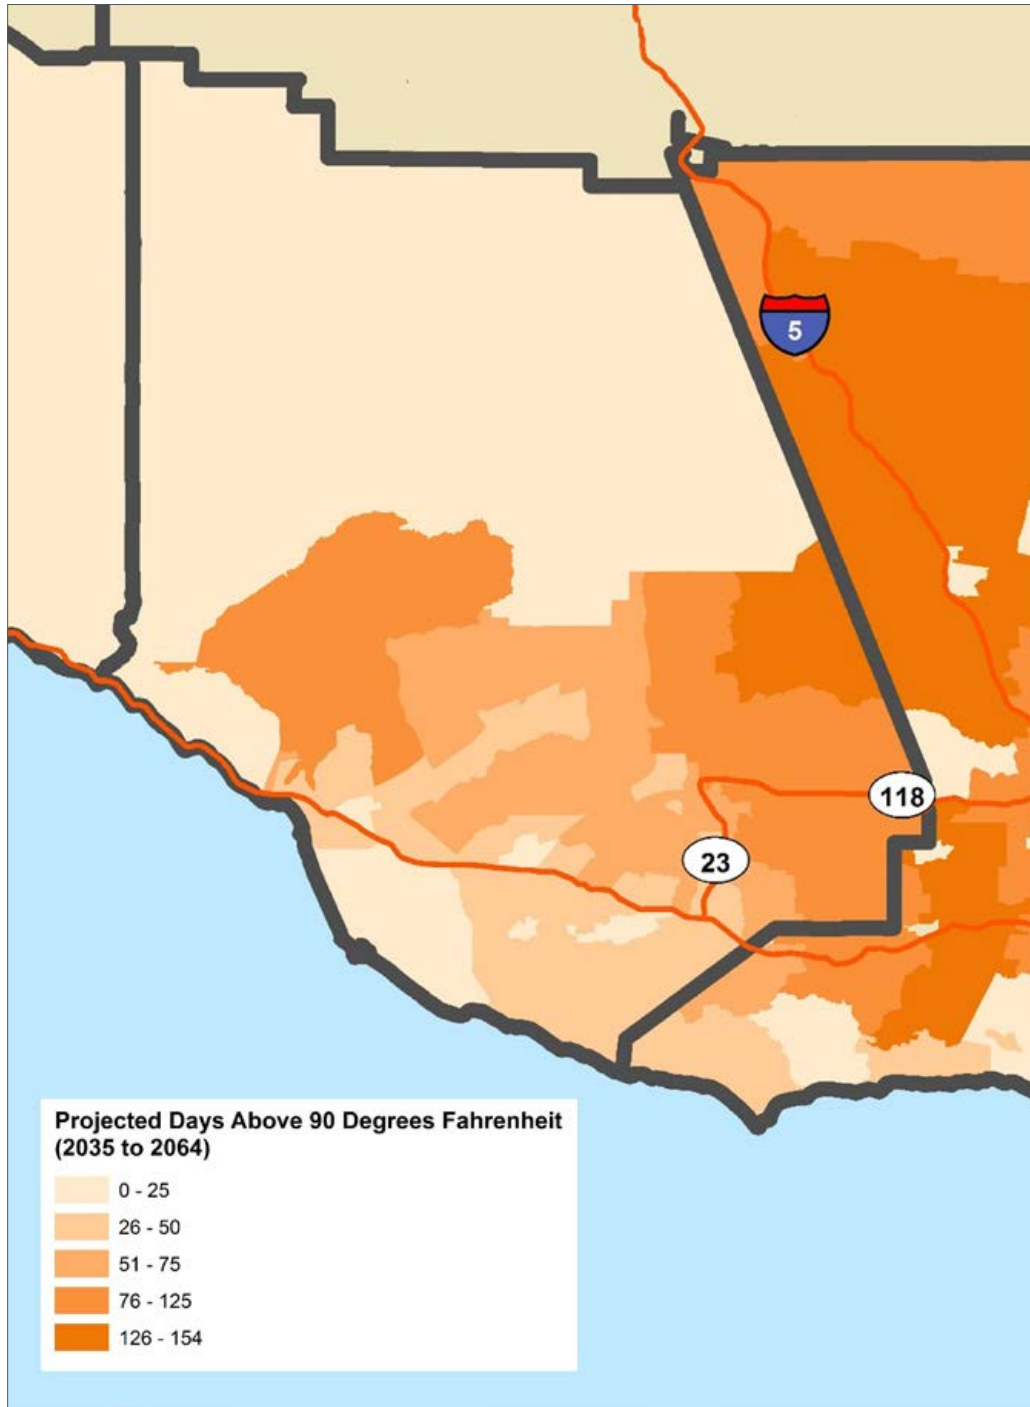 5
118
23
Projected Days Above 90 Degrees Fahrenheit
(2035 to 2064)
0 - 25
26 - 50
51 - 75
76 - 125
126 - 154